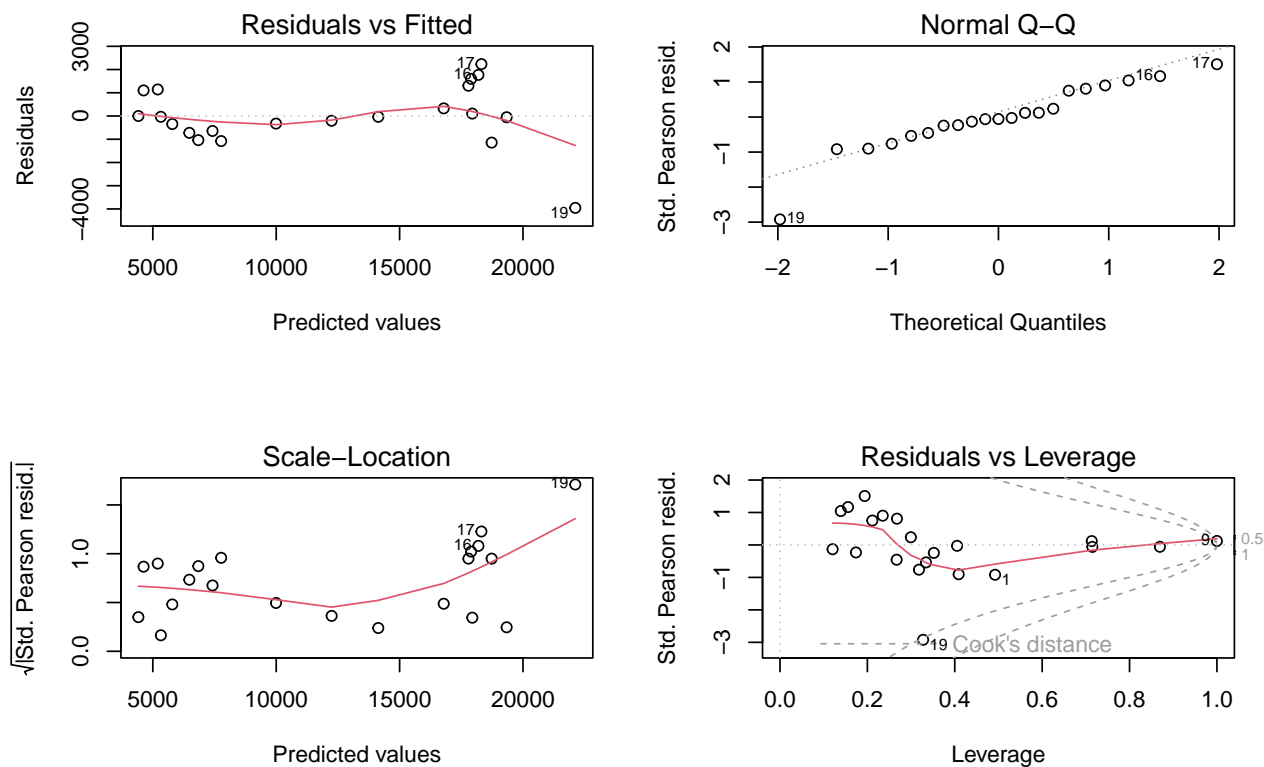 Residuals vs Fitted
Residuals
3000
0
−4000
17
16
19
5000 10000 15000 20000
Predicted values
Normal Q−Q
Std. Pearson resid.
2
1
−1
−3
16
17
19
−2 −1 0 1 2
Theoretical Quantiles
Scale−Location
√|Std. Pearson resid.|
1.0
0.0
19
17
16
5000 10000 15000 20000
Predicted values
Residuals vs Leverage
Std. Pearson resid.
2
1
−1
−3
9
1
19
Cook's distance
0.5
1
0.0 0.2 0.4 0.6 0.8 1.0
Leverage